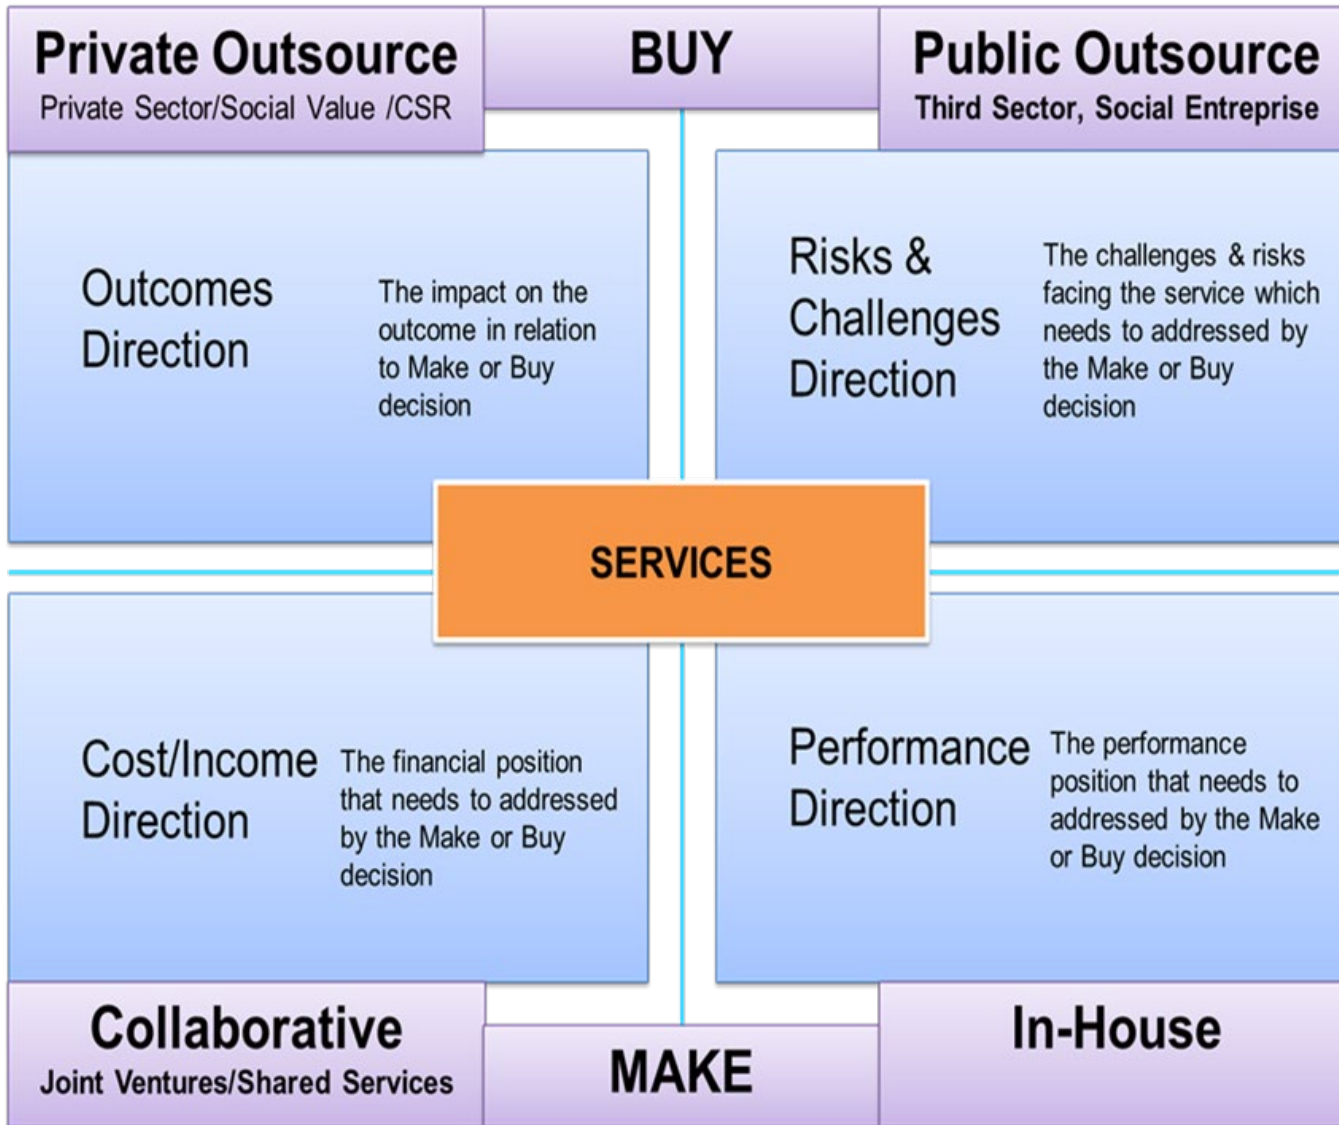 Private Outsource
Private Sector/Social Value /CSR
BUY
Public Outsource
Third Sector, Social Entreprise
Outcomes
Direction
The impact on the
outcome in relation
to Make or Buy
decision
Risks &
Challenges
Direction
The challenges & risks
facing the service which
needs to addressed by
the Make or Buy
decision
SERVICES
Cost/Income
Direction
The financial position
that needs to addressed
by the Make or Buy
decision
Performance
Direction
The performance
position that needs to
addressed by the Make
or Buy decision
Collaborative
Joint Ventures/Shared Services
MAKE
In-House